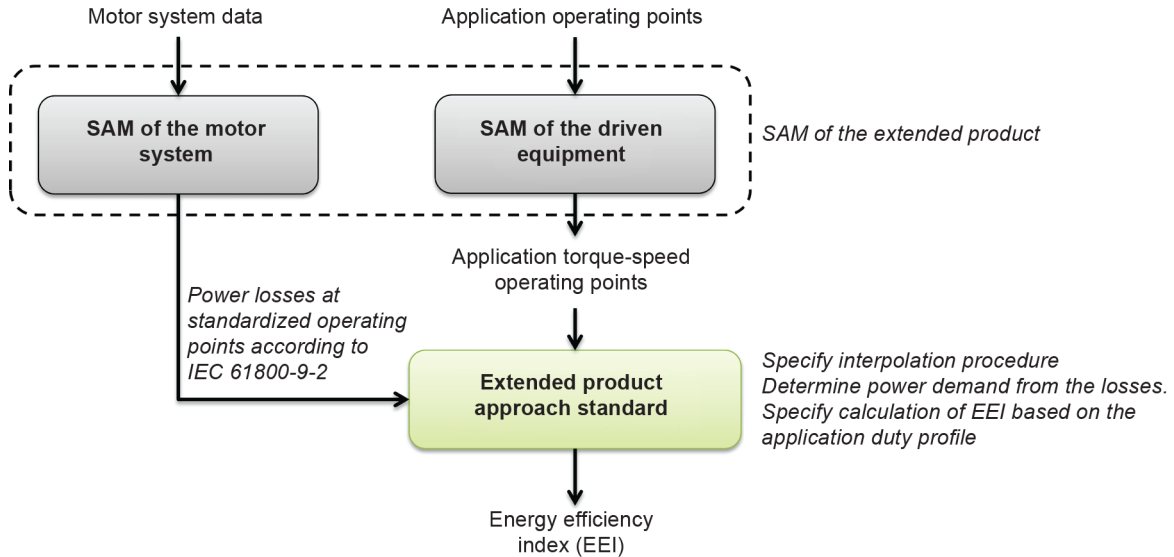 Motor system data
Application operating points
SAM of the motor
system
SAM of the driven
equipment
SAM of the extended product
Application torque-speed
operating points
Power losses at
standardized operating
points according to
IEC 61800-9-2
Extended product
approach standard
Specify interpolation procedure
Determine power demand from the losses.
Specify calculation of EEI based on the
application duty profile
Energy efficiency
index (EEI)